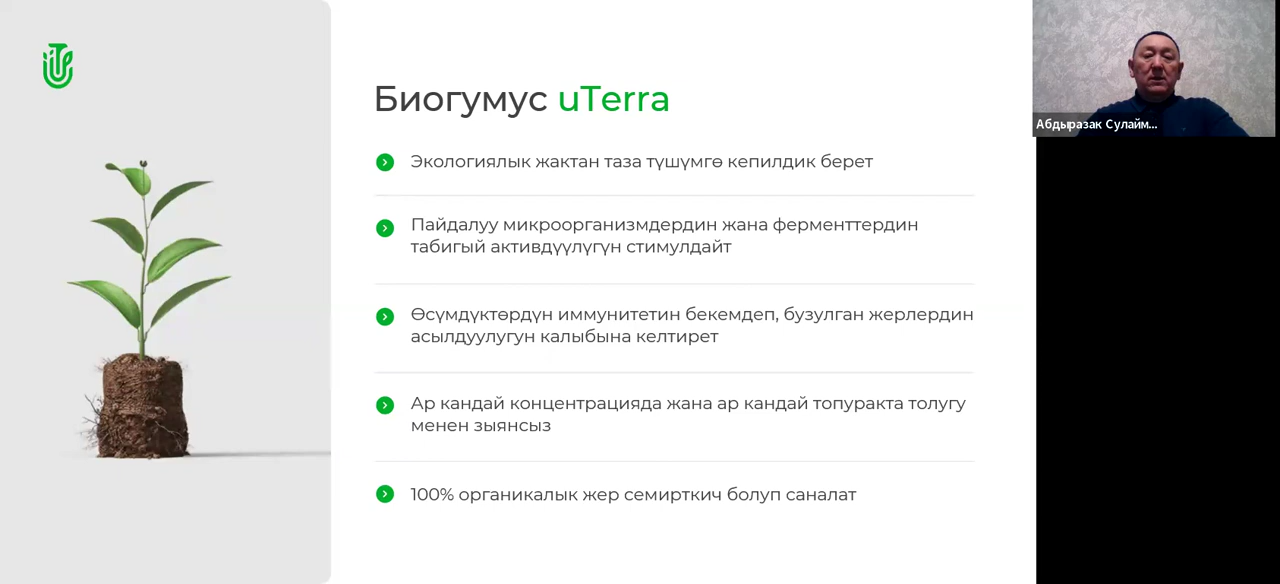 Биогумус uTerra
Экологиялык жактан таза түшүмгө кепилдик берет
Пайдалуу микроорганизмдердин жана ферменттердин
табигый активдүүлүгүн стимулдайт
Өсүмдүктөрдүн иммунитетин бекемдеп, бузулган жерлердин
асылдуулугун калыбына келтирет
Ар кандай концентрацияда жана ар кандай топуракта толугу
менен зыянсыз
100% органикалык жер семирткич болуп саналат
Абдыразак Сулайм...